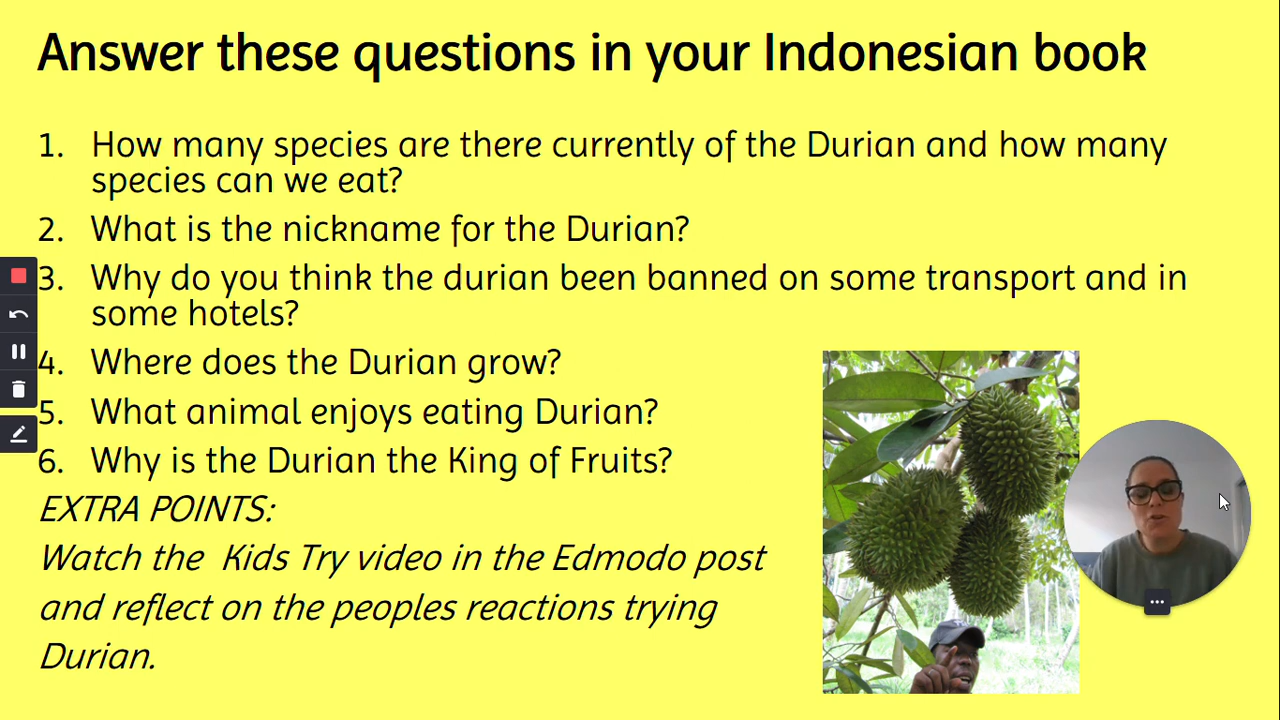 Answer these questions in your Indonesian book
1. How many species are there currently of the Durian and how many
species can we eat?
2. What is the nickname for the Durian?
3. Why do you think the durian been banned on some transport and in
some hotels?
4. Where does the Durian grow?
5. What animal enjoys eating Durian?
6. Why is the Durian the King of Fruits?
EXTRA POINTS:
Watch the  Kids Try video in the Edmodo post
and reflect on the peoples reactions trying
Durian.